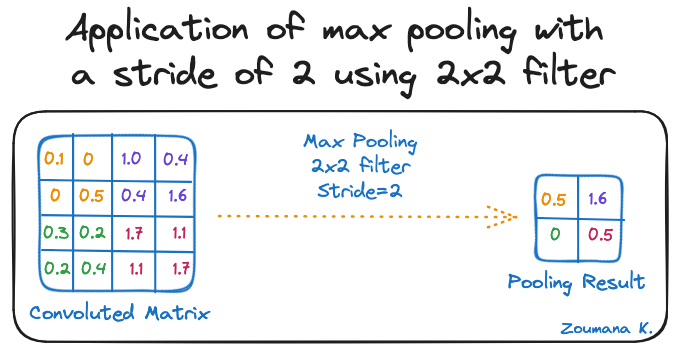 Application of max pooling with
a stride of 2 using 2x2 filter
Max Pooling
2x2 filter
Stride=2
0.1 0 1.0 0.4
0 0.5 0.4 1.6
0.3 0.2 1.7 1.1
0.2 0.4 1.1 1.7
Convoluted Matrix
0.5 1.6
0 0.5
Pooling Result
Zoumana K.